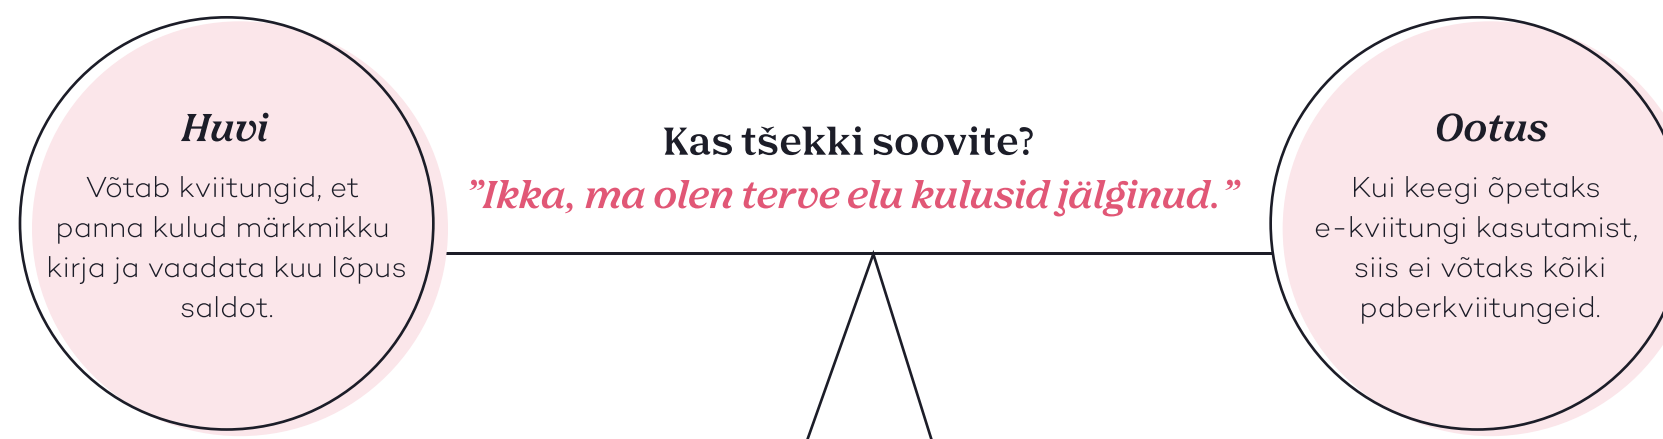 Huvi
Võtab kviitungid, et
panna kulud märkmikku
kirja ja vaadata kuu lõpus
saldot.
Kas tšekki soovite?
”Ikka, ma olen terve elu kulusid jälginud.”
Ootus
Kui keegi õpetaks
e-kviitungi kasutamist,
siis ei võtaks kõiki
paberkviitungeid.